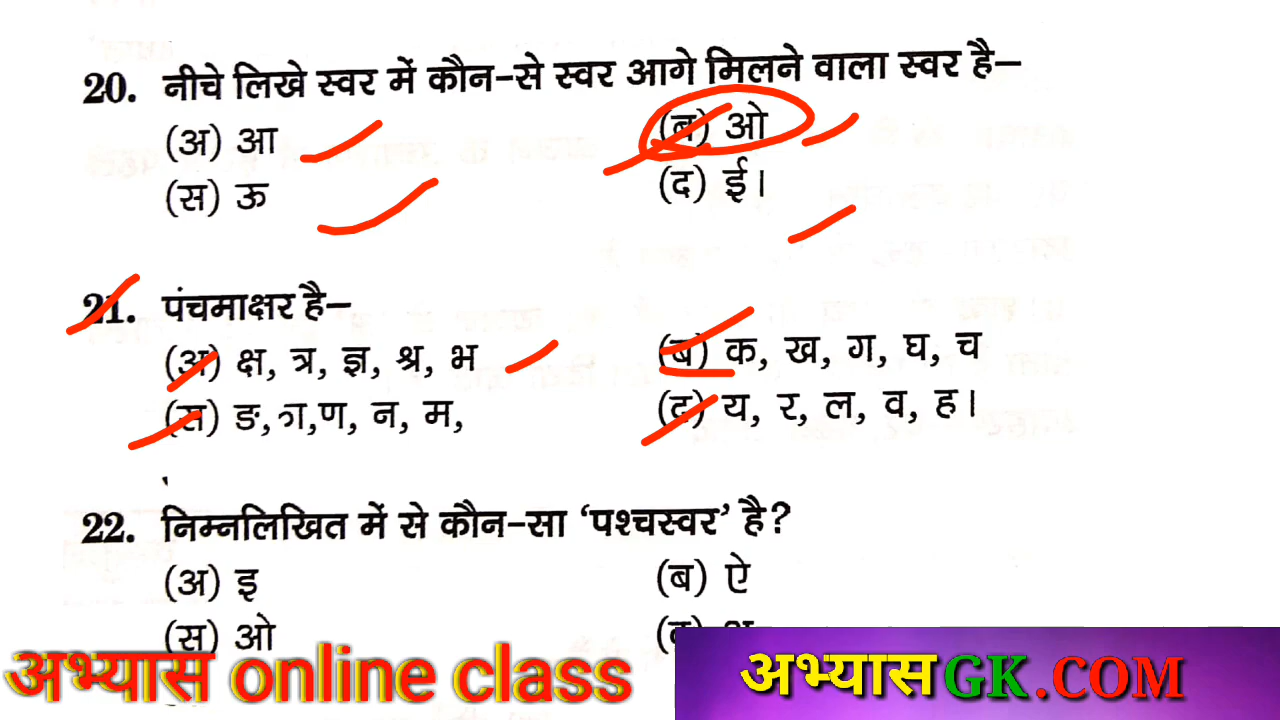 20. नीचे लिखे स्वर में कौन-से स्वर आगे मिलने वाला स्वर है–
(अ) आ (ब) ओ
(स) ऊ (द) ई।
21. पंचमाक्षर है–
(अ) क्ष, त्र, ज्ञ, श्र, भ (ब) क, ख, ग, घ, च
(स) ङ, ञ,ण, न, म, (द) य, र, ल, व, ह।
22. निम्नलिखित में से कौन-सा ‘पश्चस्वर’ है?
(अ) इ (ब) ऐ
(स) ओ
अभ्यास online class अभ्यास GK .COM